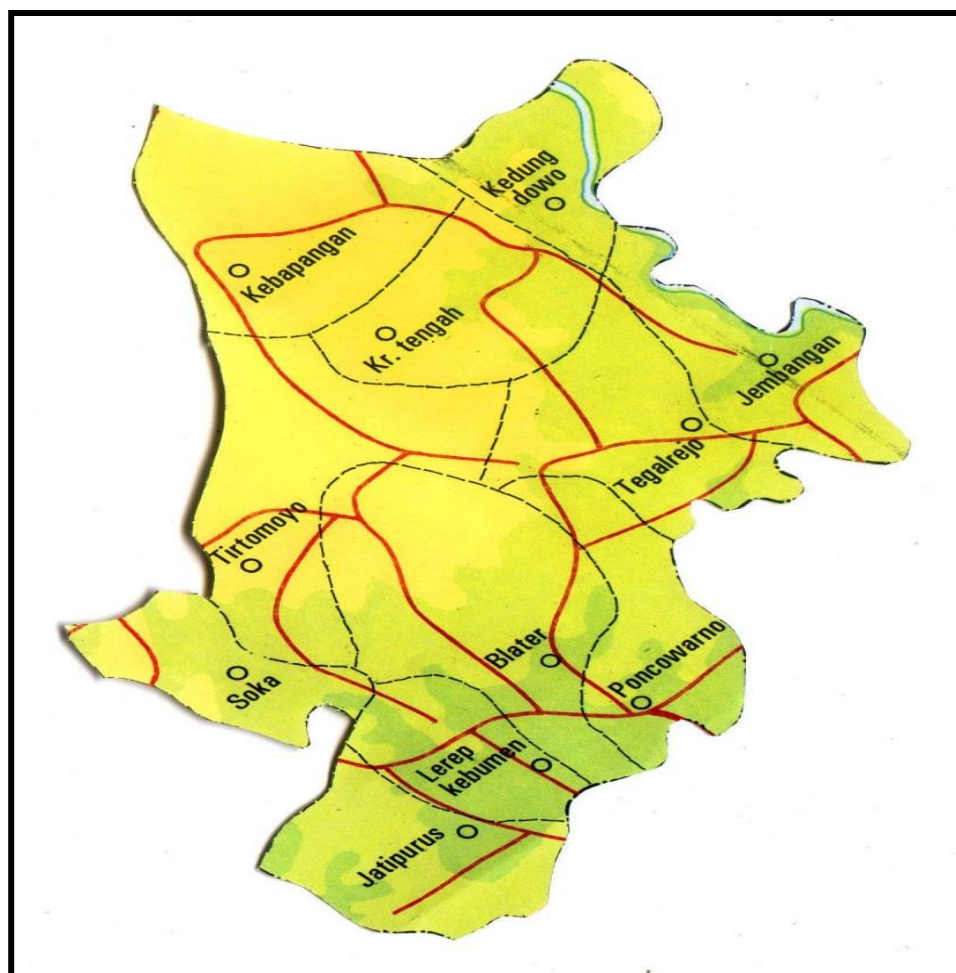 Kedung
dowo
Kebapangan
Kr. tengah
Jembangan
Tegalrejo
Tirtomoyo
Blater
Poncowarno
Soka
Lerep
kebumen
Jatipurus